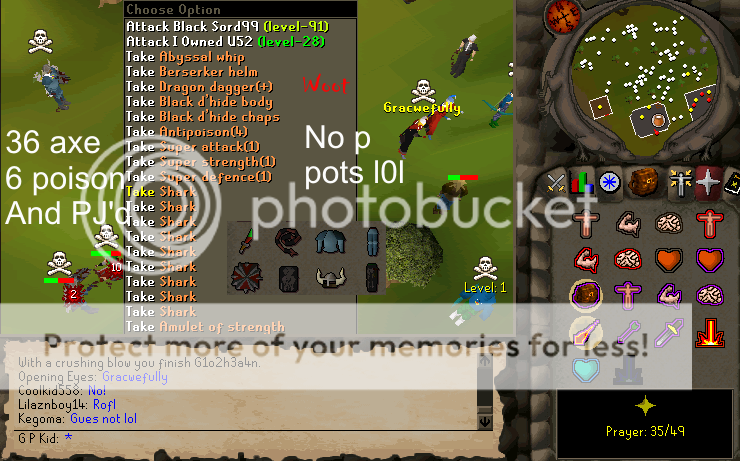 Choose Option
Attack Black Sord99 (level-91)
Attack I Owned U52 (level-28)
Take Abyssal whip
Take Berserker helm
Take Dragon dagger(+)
Take Black d'hide body
Take Black d'hide chaps
Take Antipoison(4)
Take Super attack(1)
Take Super strength(1)
Take Super defence(1)
Take Shark
Take Shark
Take Shark
Take Shark
Take Shark
Take Shark
Take Shark
Take Shark
Take Shark
Take Amulet of strength
Woot
Gracwefully
36 axe
6 poison
And PJ'd
No p
pots l0l
photobucket
10
2
Level: 1
Protect more of your memories for less!
With a crushing blow you finish G1o2h3a4n.
Opening Eyes: Gracwefully
Coolkid558: No!
Lilaznboy14: Rofl
Kegoma: Gues not lol
G P Kid: *
Prayer: 35/49